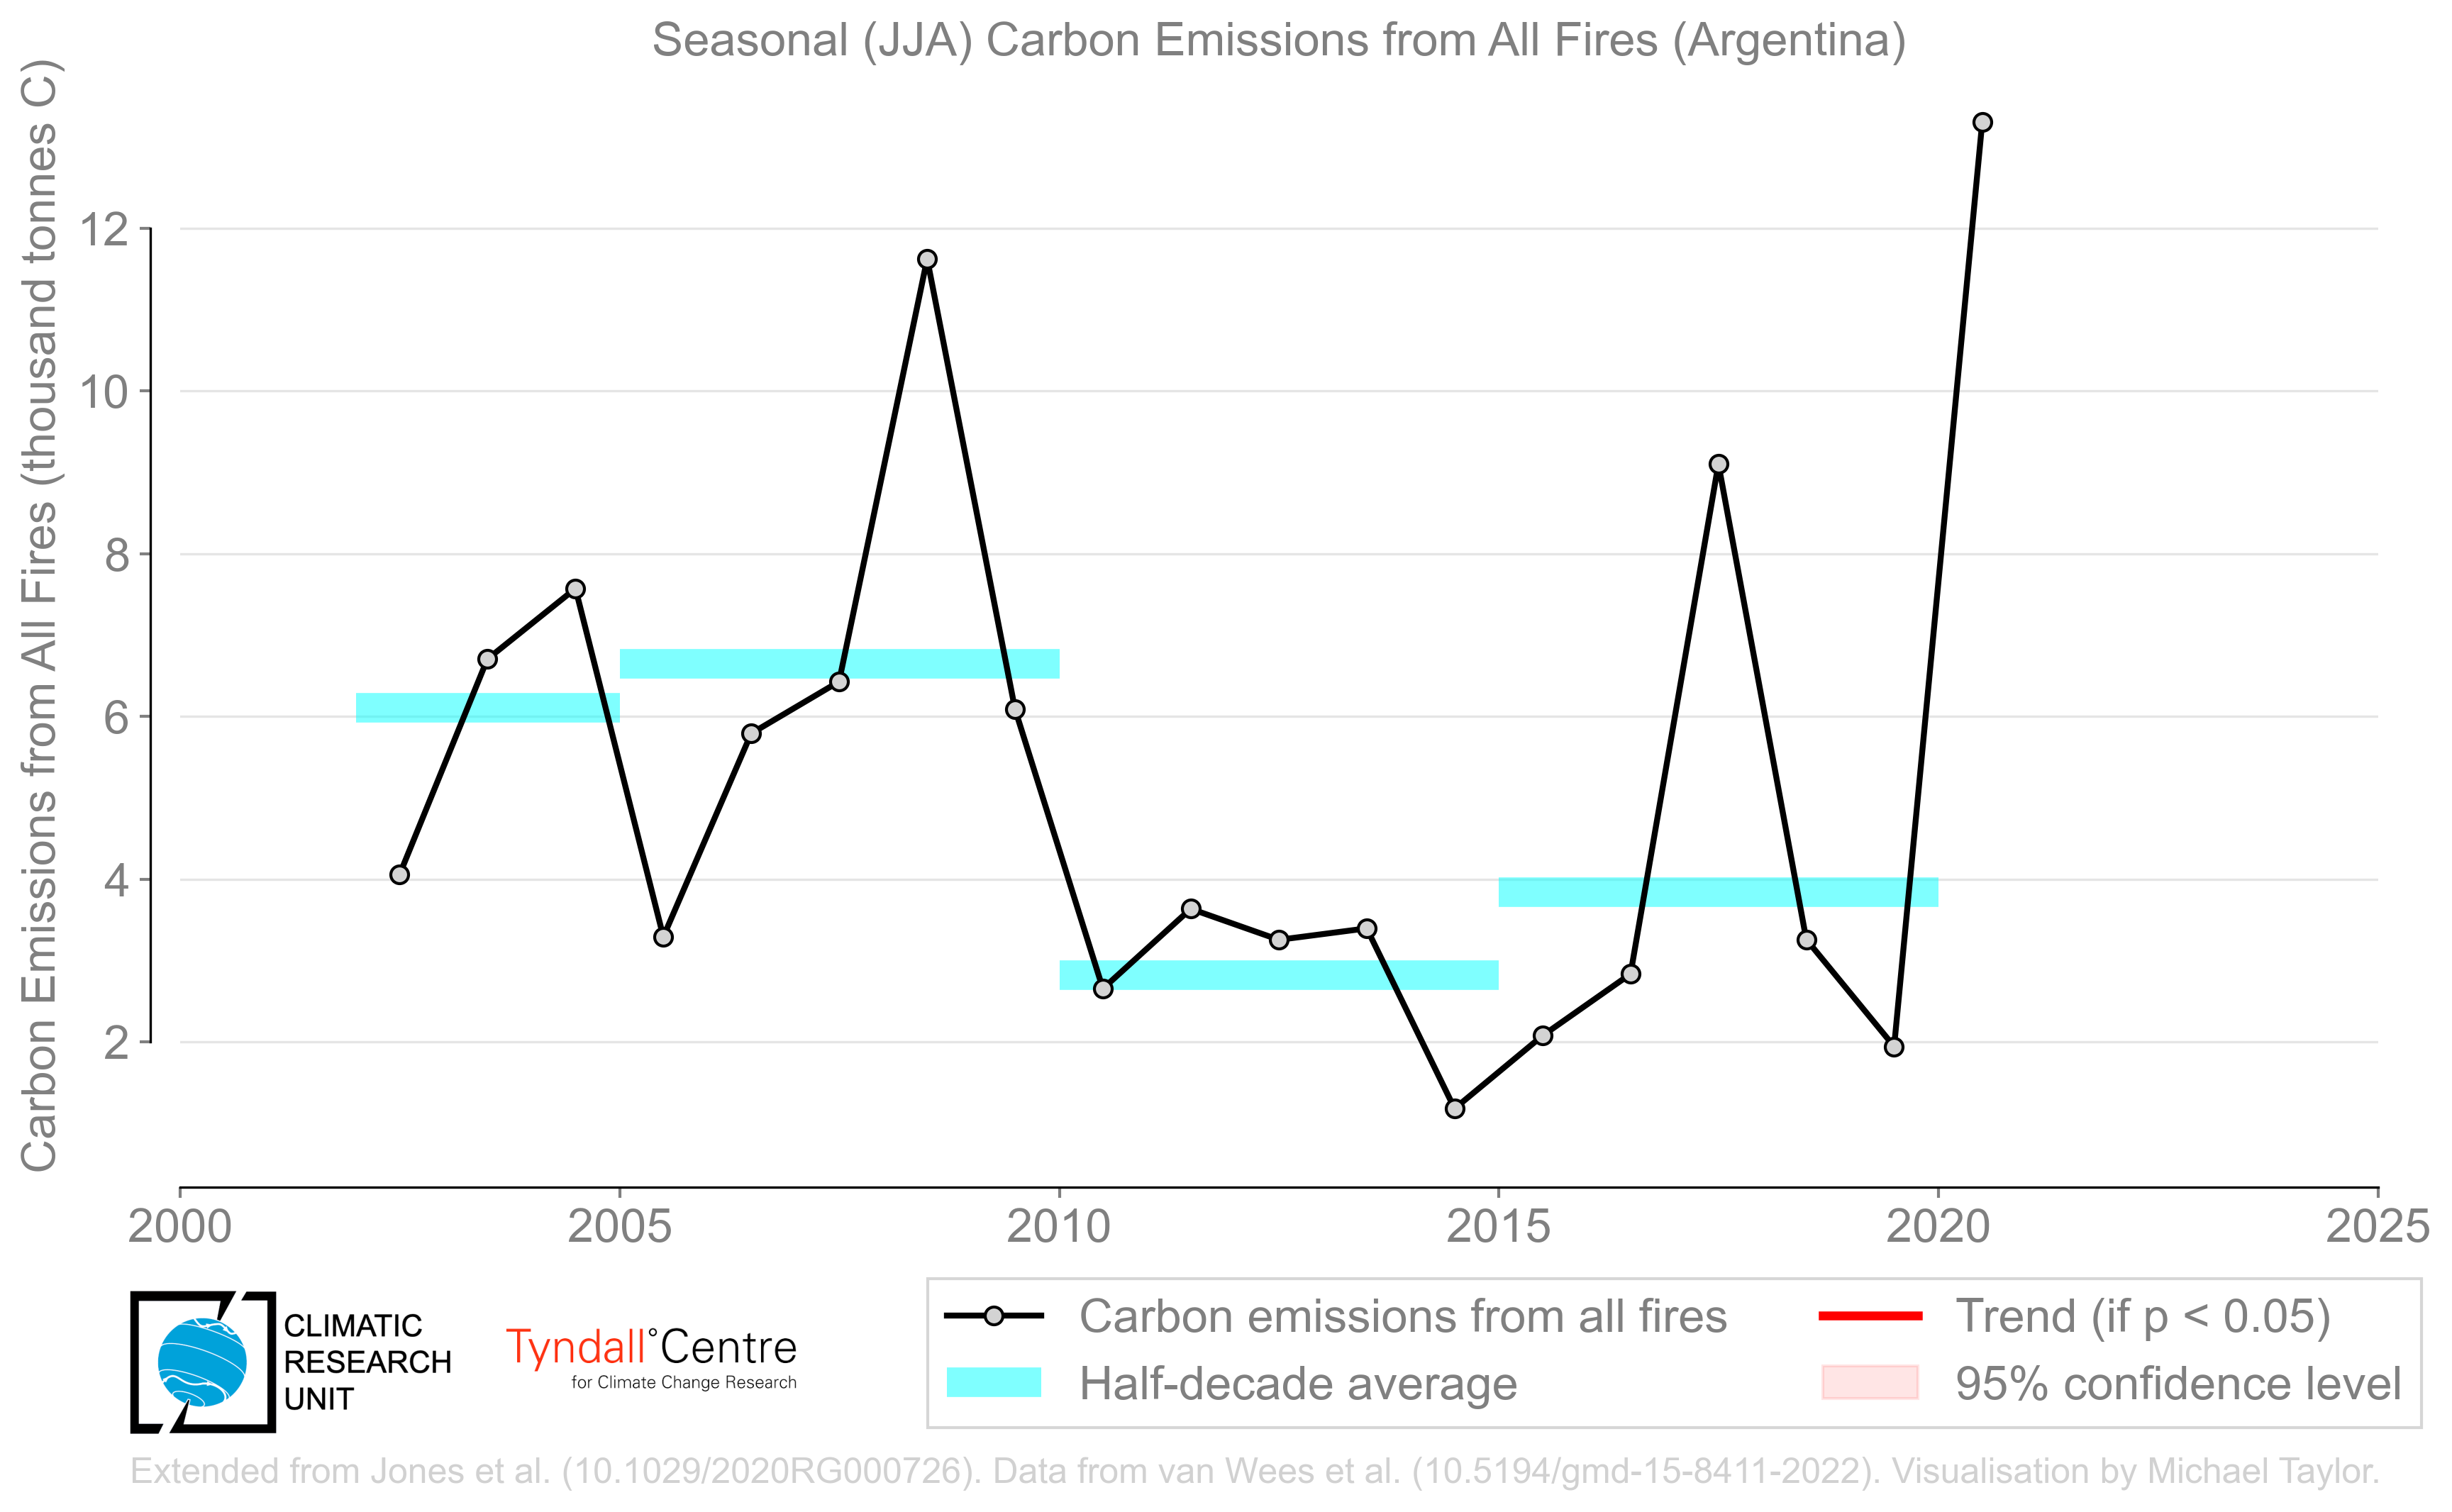 Seasonal (JJA) Carbon Emissions from All Fires (Argentina)
Carbon Emissions from All Fires (thousand tonnes C)
12
10
8
6
4
2
2000 2005 2010 2015 2020 2025
CLIMATIC
RESEARCH
UNIT
Tyndall°Centre
for Climate Change Research
Carbon emissions from all fires
Half-decade average
Trend (if p < 0.05)
95% confidence level
Extended from Jones et al. (10.1029/2020RG000726). Data from van Wees et al. (10.5194/gmd-15-8411-2022). Visualisation by Michael Taylor.